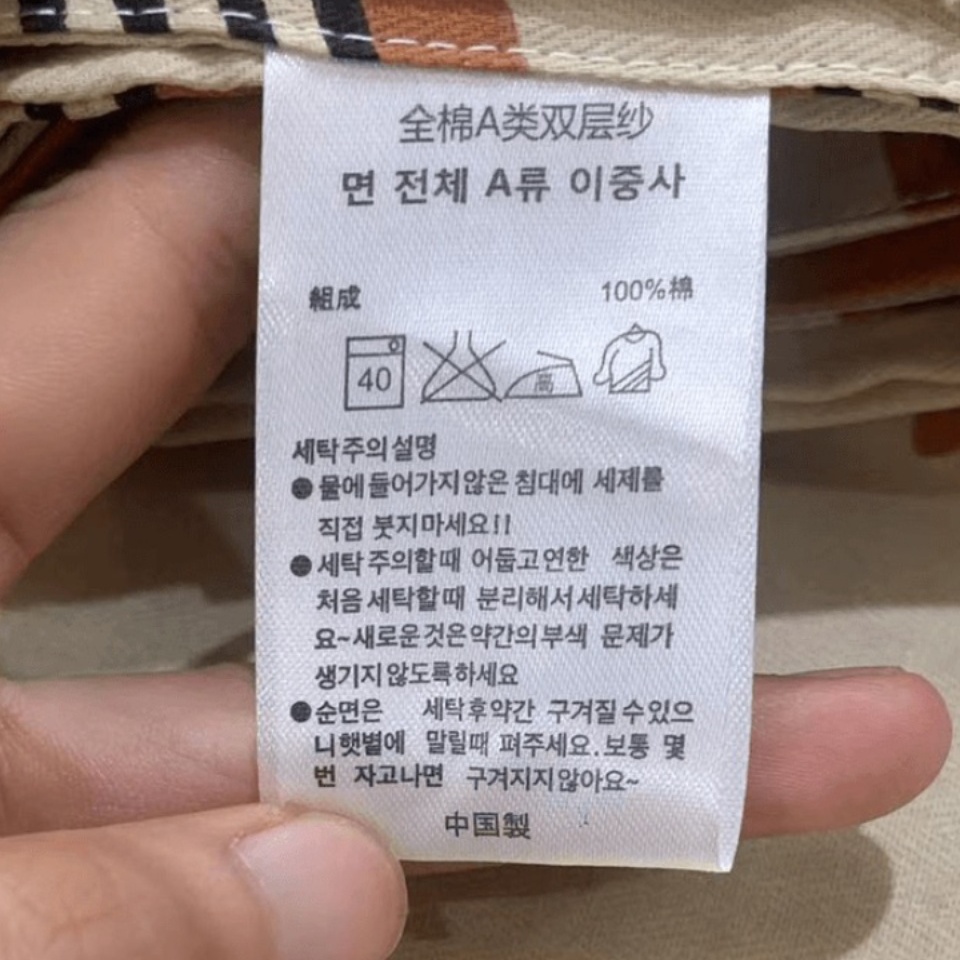 全棉A类双层纱
면 전체 A류 이중사
組成 100%棉
40 高
세탁주의설명
●물에들어가지않은 침대에 세제를
직접 붓지마세요!!
●세탁주의할때 어둡고연한 색상은
처음세탁할때 분리해서세탁하세
요~새로운것은약간의부색 문제가
생기지않도록하세요
●순면은 세탁후약간 구겨질수있으
니햇볕에 말릴때 펴주세요.보통 몇
번 자고나면 구겨지지않아요~
中国製